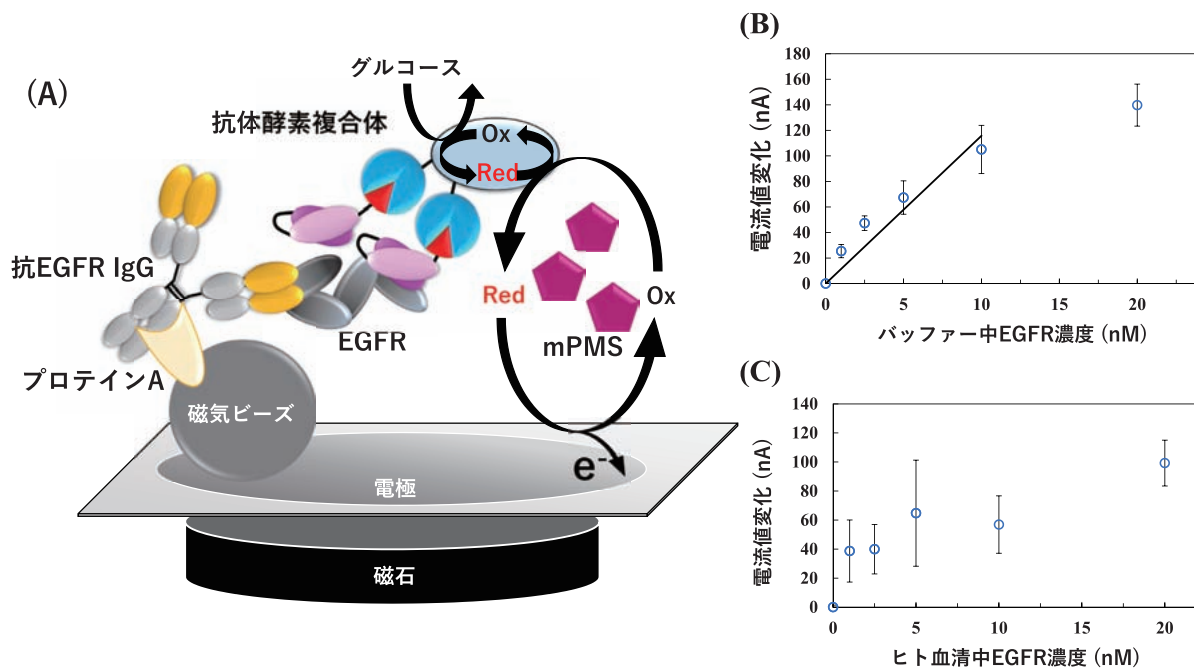 (A)
グルコース
抗体酵素複合体
Ox
Red
抗EGFR IgG
EGFR
プロテインA
磁気ビーズ
Red
Ox
mPMS
e-
電極
磁石
(B)
電流値変化 (nA)
180
160
140
120
100
80
60
40
20
0
0
5
10
15
20
バッファー中EGFR濃度 (nM)
(C)
電流値変化 (nA)
140
120
100
80
60
40
20
0
0
5
10
15
20
ヒト血清中EGFR濃度 (nM)